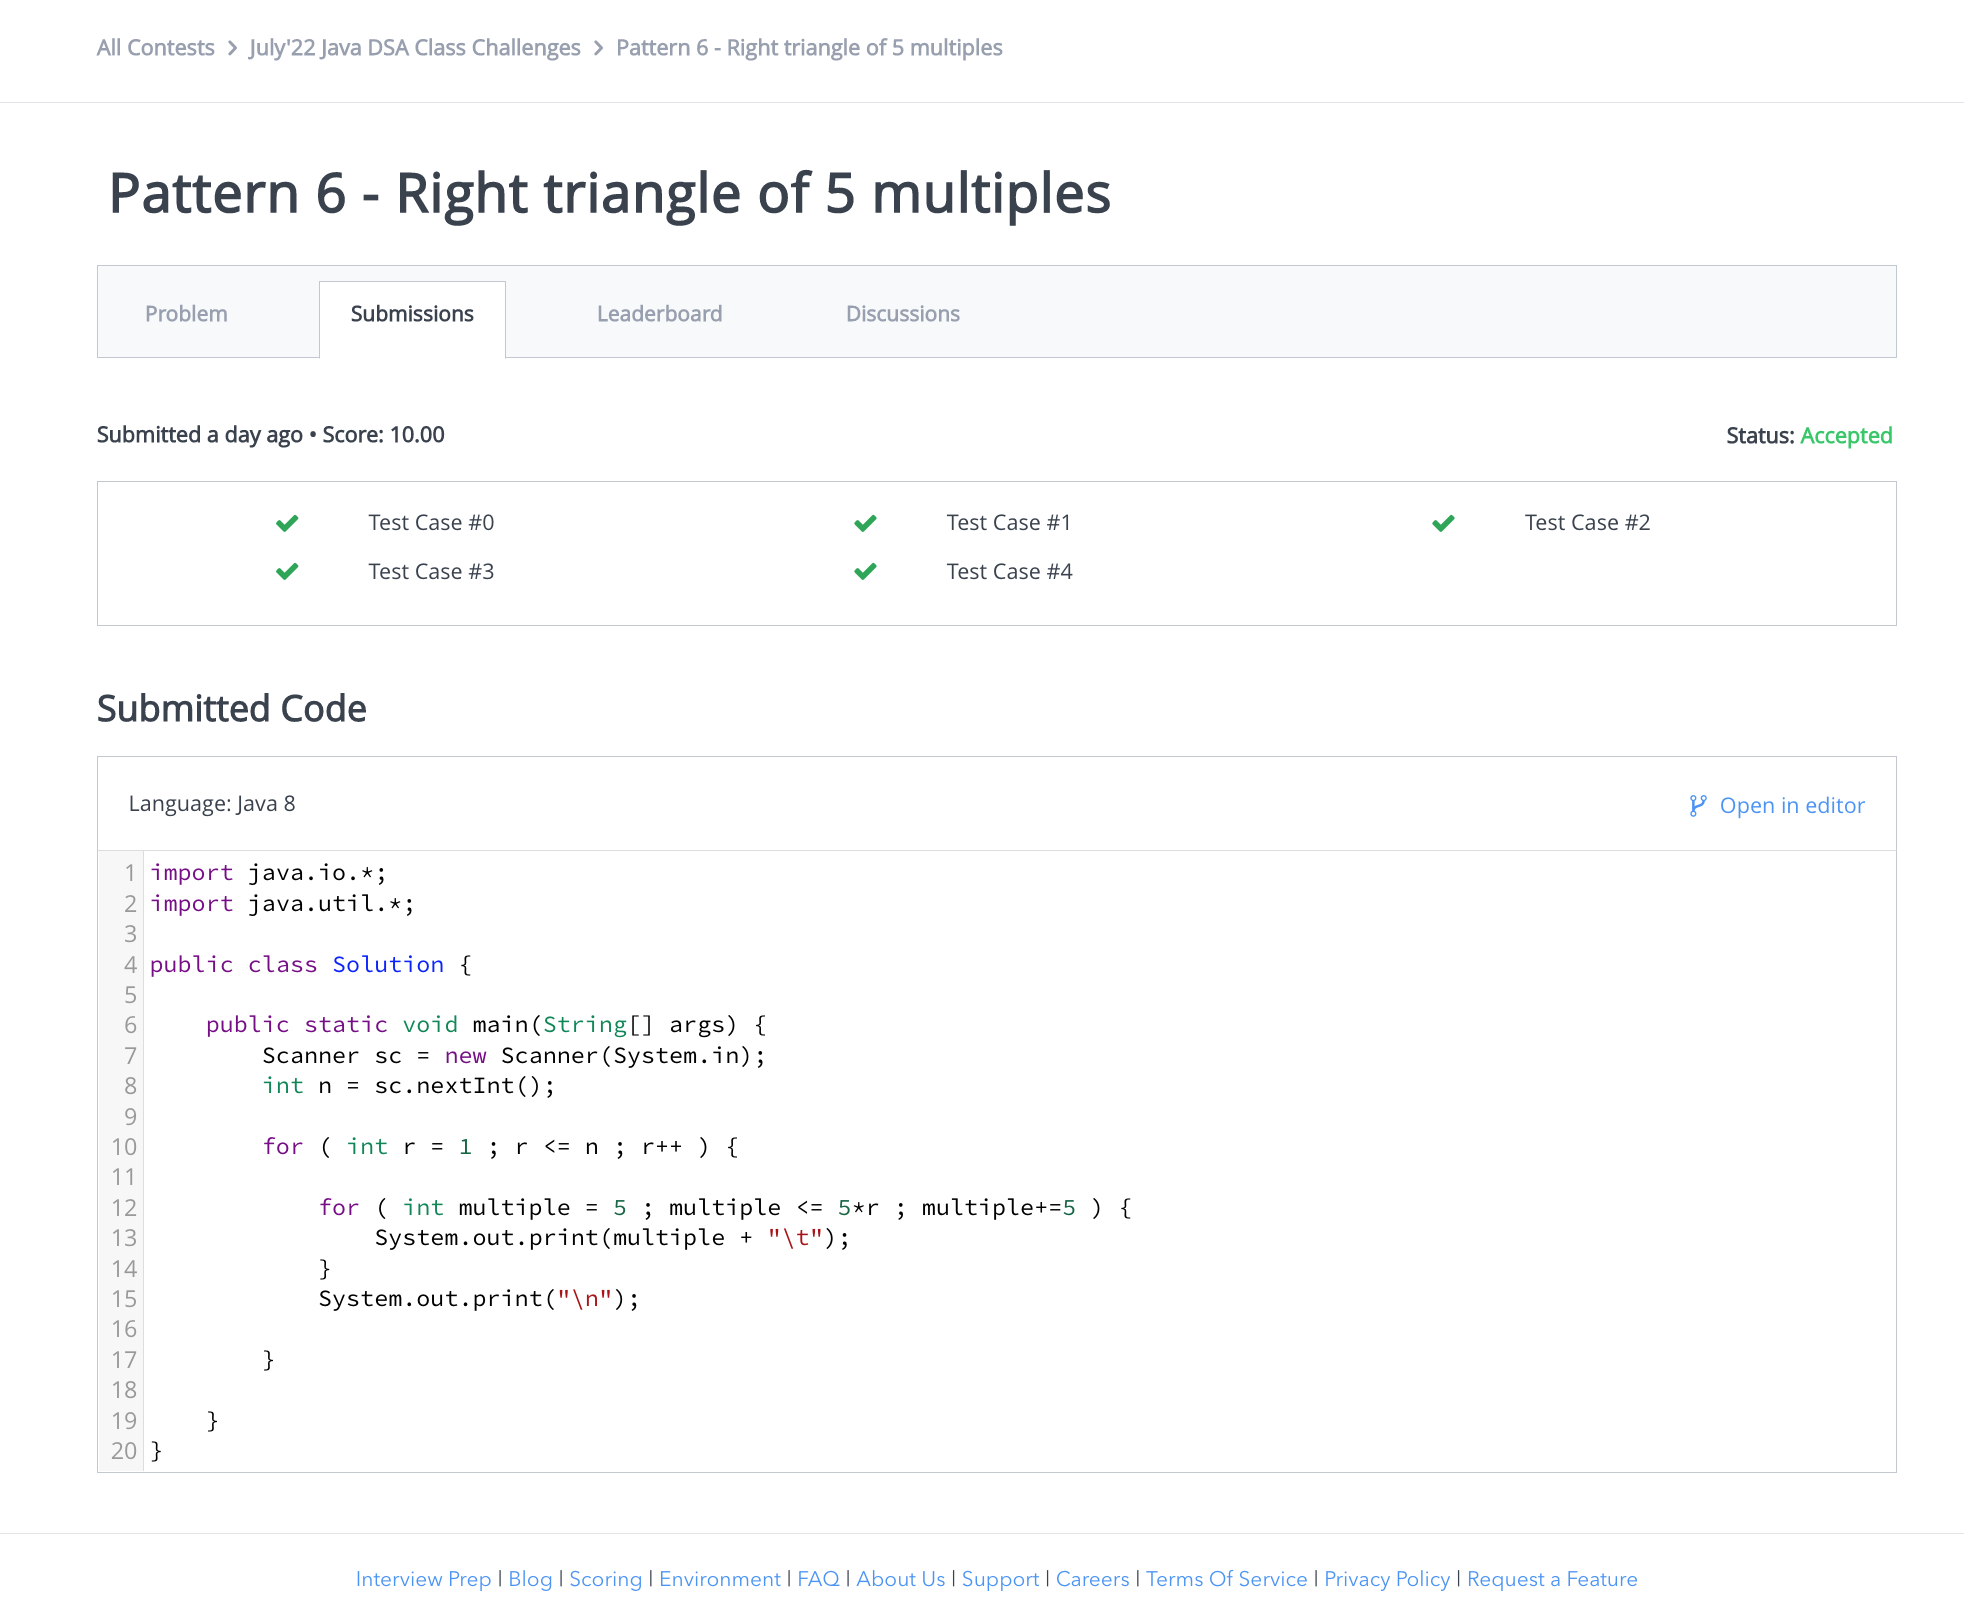 All Contests > July'22 Java DSA Class Challenges > Pattern 6 - Right triangle of 5 multiples
Pattern 6 - Right triangle of 5 multiples
Problem Submissions Leaderboard Discussions
Submitted a day ago • Score: 10.00 Status: Accepted
Test Case #0 Test Case #1 Test Case #2
Test Case #3 Test Case #4
Submitted Code
Language: Java 8 Open in editor
1 import java.io.*;
2 import java.util.*;
3
4 public class Solution {
5
6     public static void main(String[] args) {
7         Scanner sc = new Scanner(System.in);
8         int n = sc.nextInt();
9
10         for ( int r = 1 ; r <= n ; r++ ) {
11
12             for ( int multiple = 5 ; multiple <= 5*r ; multiple+=5 ) {
13                 System.out.print(multiple + "\t");
14             }
15             System.out.print("\n");
16
17         }
18
19     }
20 }
Interview Prep | Blog | Scoring | Environment | FAQ | About Us | Support | Careers | Terms Of Service | Privacy Policy | Request a Feature